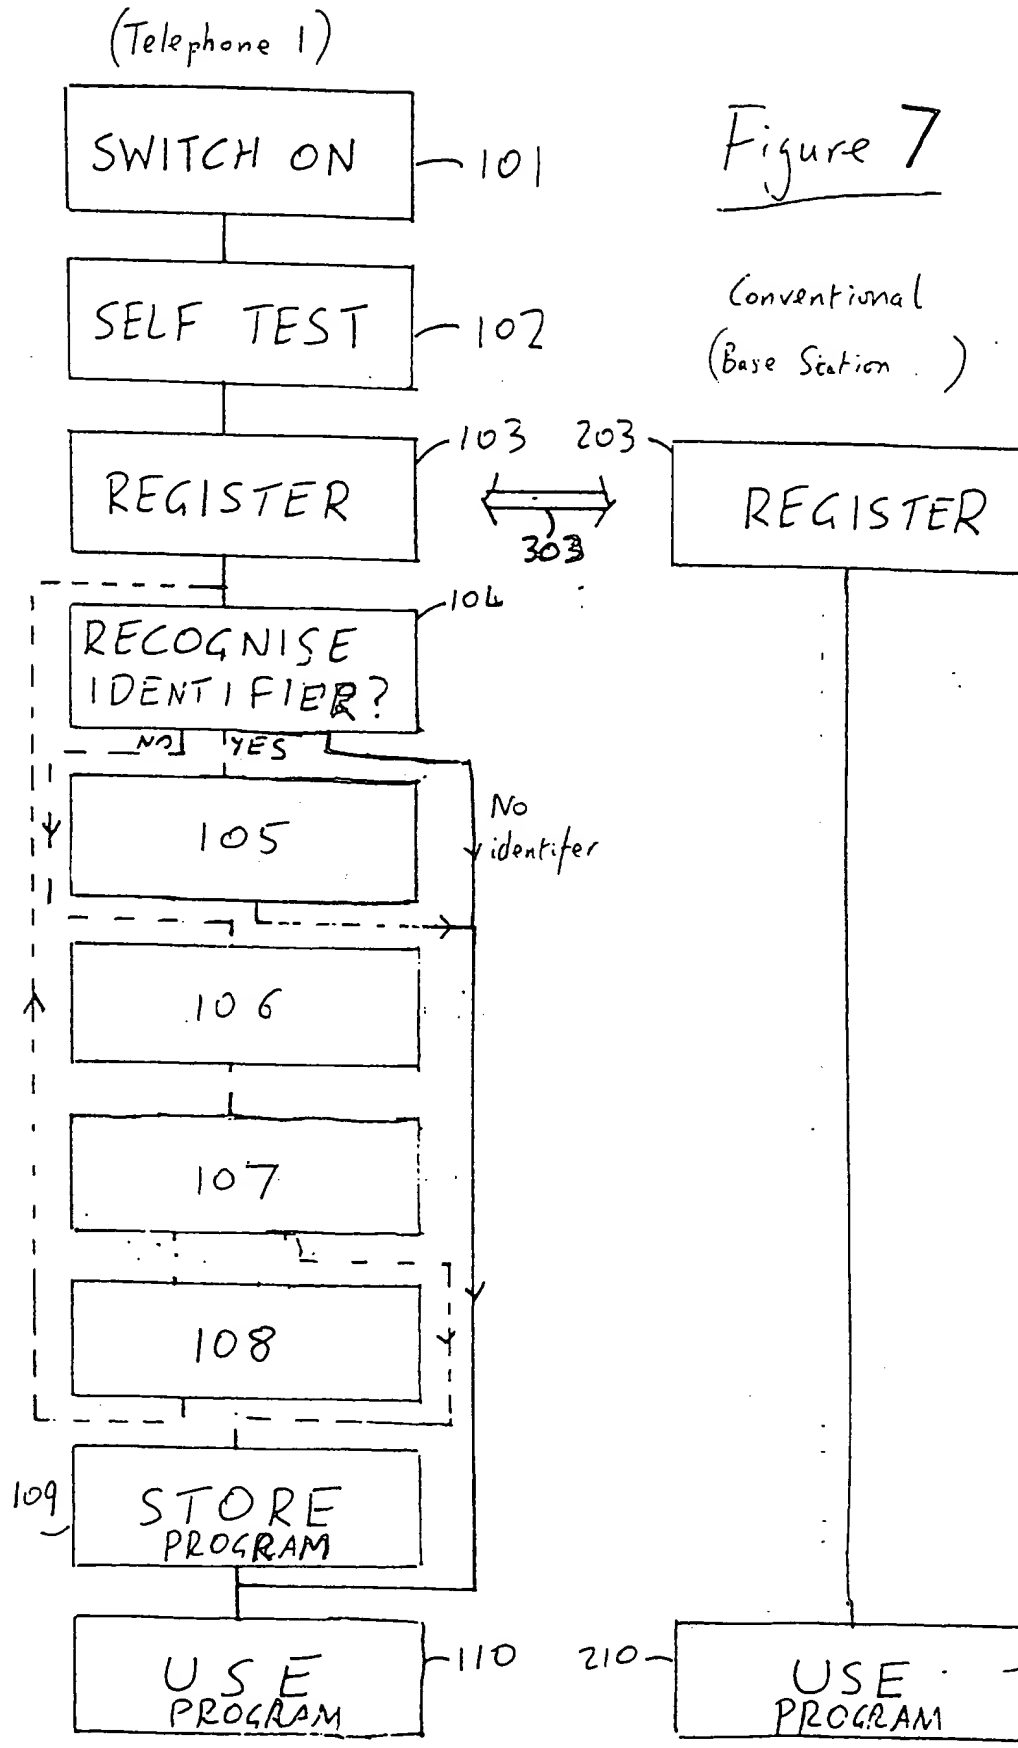 (Telephone 1)
SWITCH ON
101
Figure 7
SELF TEST
102
Conventional
(Base Station )
REGISTER
103
203
REGISTER
303
RECOGNISE
IDENTIFIER?
104
NO
YES
105
No
identifer
106
107
108
109
STORE
PROGRAM
USE
PROGRAM
110
210
USE
PROGRAM